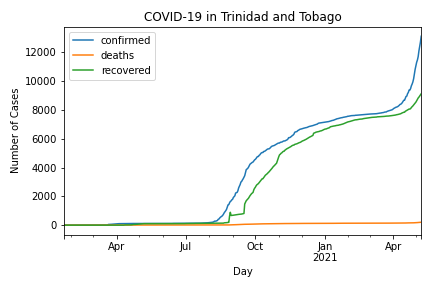 COVID-19 in Trinidad and Tobago
confirmed
deaths
recovered
Number of Cases
12000
10000
8000
6000
4000
2000
0
Apr Jul Oct Jan Apr
2021
Day